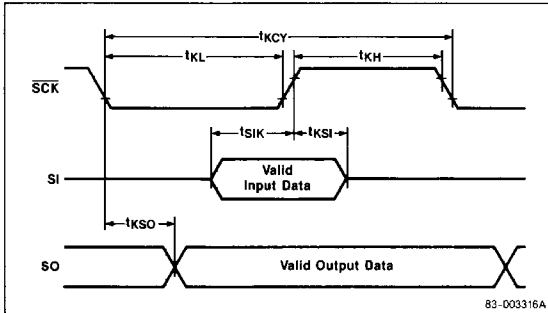 tKCY
tKL
tKH
SCK
tSIK
tKSI
SI
Valid
Input Data
tKSO
SO
Valid Output Data
83-003316A